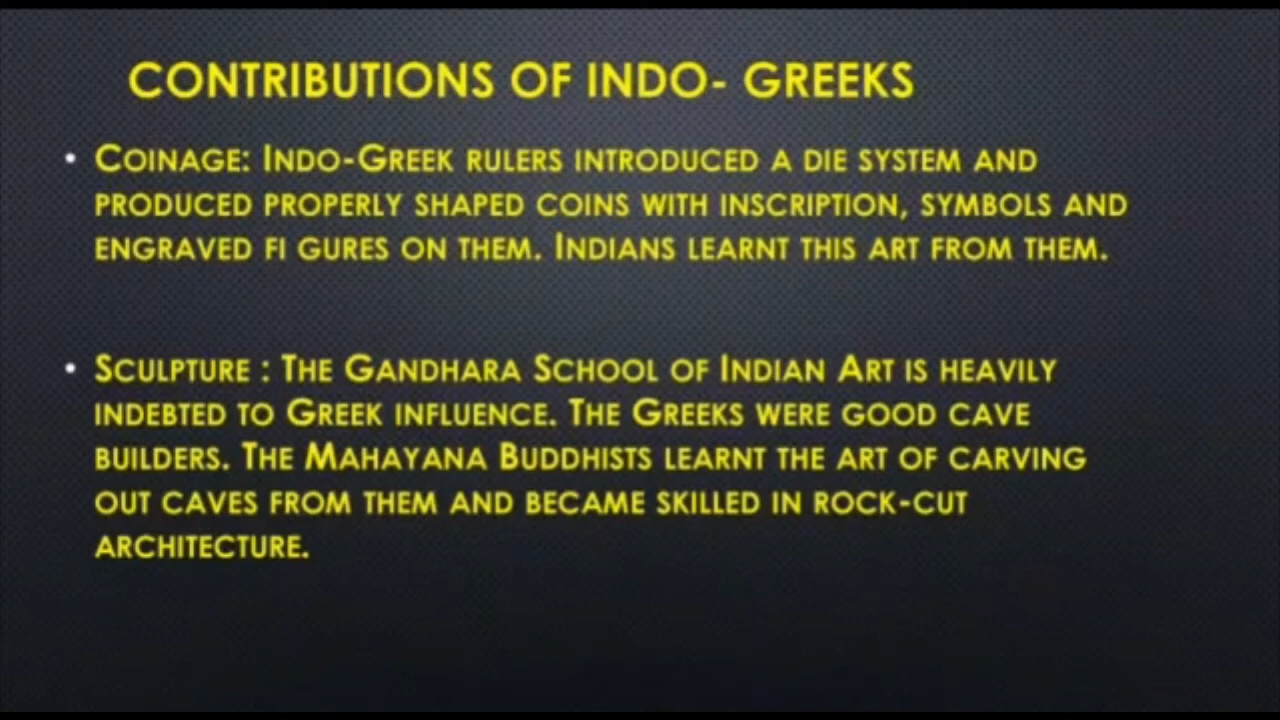 CONTRIBUTIONS OF INDO- GREEKS
• COINAGE: INDO-GREEK RULERS INTRODUCED A DIE SYSTEM AND
PRODUCED PROPERLY SHAPED COINS WITH INSCRIPTION, SYMBOLS AND
ENGRAVED FI GURES ON THEM. INDIANS LEARNT THIS ART FROM THEM.
• SCULPTURE : THE GANDHARA SCHOOL OF INDIAN ART IS HEAVILY
INDEBTED TO GREEK INFLUENCE. THE GREEKS WERE GOOD CAVE
BUILDERS. THE MAHAYANA BUDDHISTS LEARNT THE ART OF CARVING
OUT CAVES FROM THEM AND BECAME SKILLED IN ROCK-CUT
ARCHITECTURE.